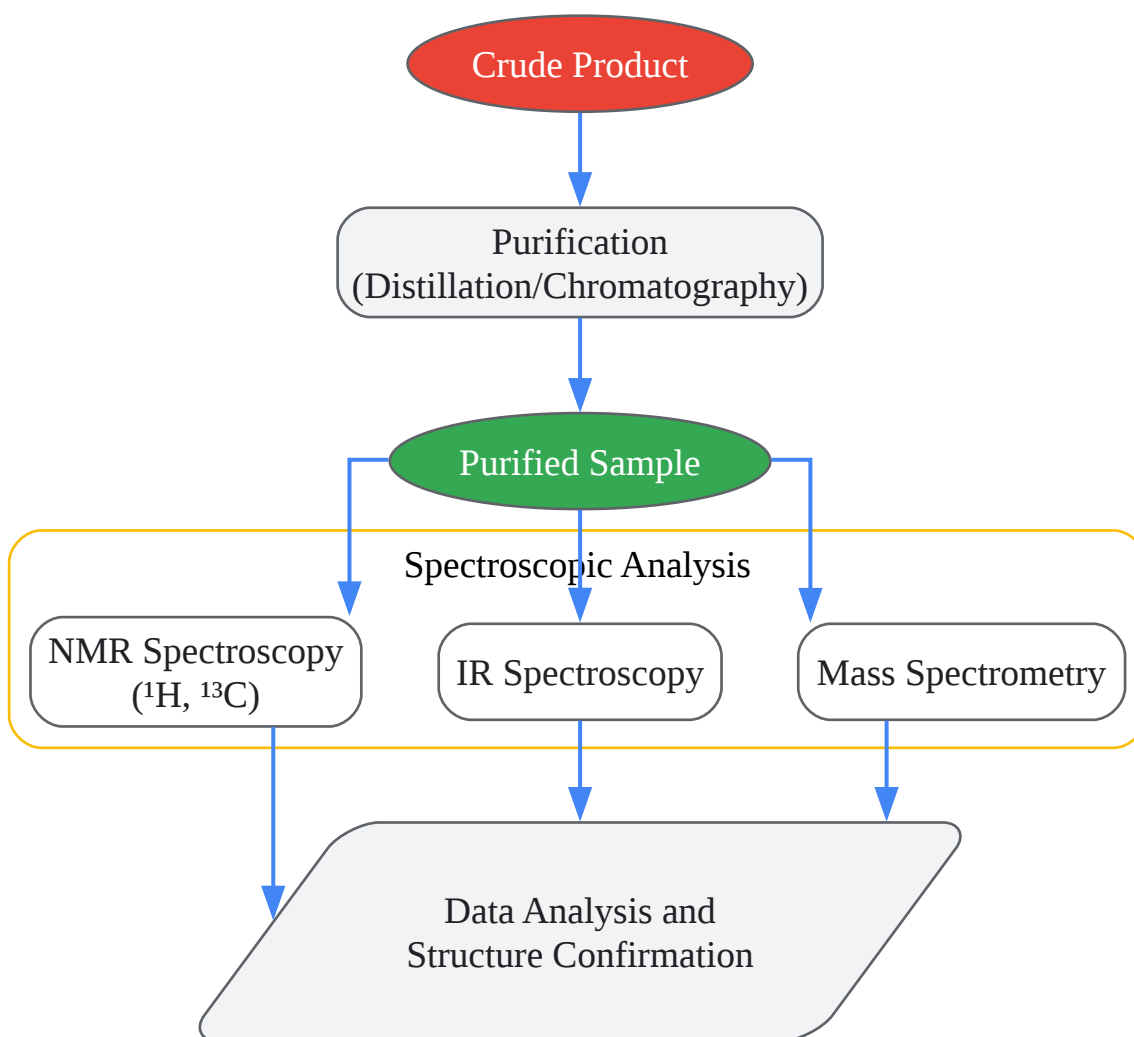 Crude Product
Purification
(Distillation/Chromatography)
Purified Sample
Spectroscopic Analysis
NMR Spectroscopy
(¹H, ¹³C)
IR Spectroscopy
Mass Spectrometry
Data Analysis and
Structure Confirmation